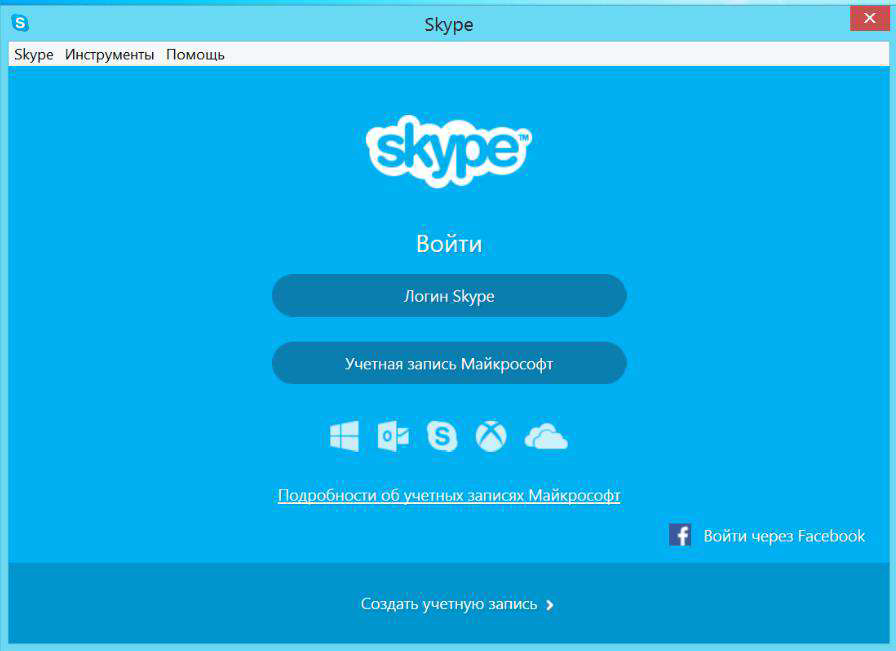 Skype
Skype Инструменты Помощь
skype™
Войти
Логин Skype
Учетная запись Майкрософт
Подробности об учетных записях Майкрософт
Войти через Facebook
Создать учетную запись